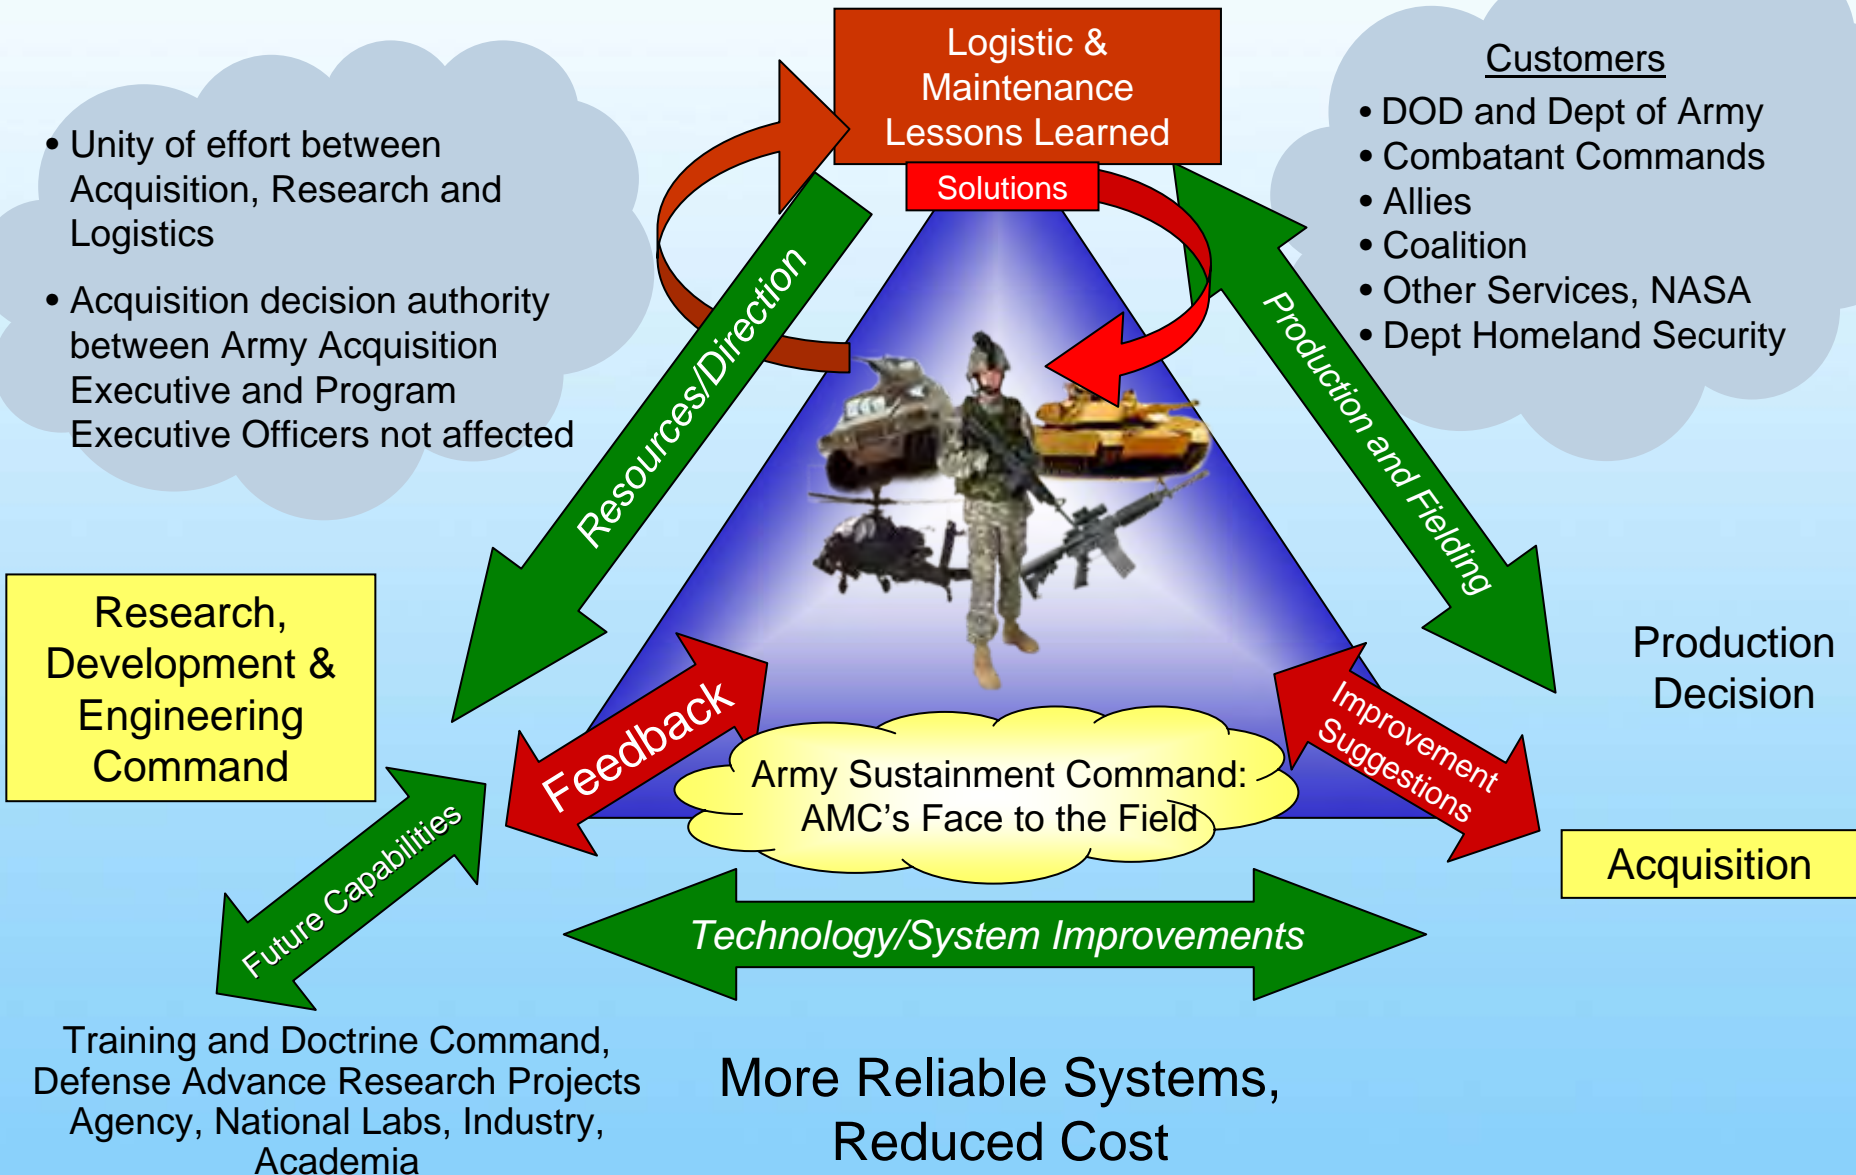 Logistic &
Maintenance
Lessons Learned
Solutions
• Unity of effort between
Acquisition, Research and
Logistics
• Acquisition decision authority
between Army Acquisition
Executive and Program
Executive Officers not affected
Customers
• DOD and Dept of Army
• Combatant Commands
• Allies
• Coalition
• Other Services, NASA
• Dept Homeland Security
Resources/Direction
Production and Fielding
Research,
Development &
Engineering
Command
Production
Decision
Feedback
Improvement
Suggestions
Army Sustainment Command:
AMC's Face to the Field
Acquisition
Future Capabilities
Technology/System Improvements
Training and Doctrine Command,
Defense Advance Research Projects
Agency, National Labs, Industry,
Academia
More Reliable Systems,
Reduced Cost